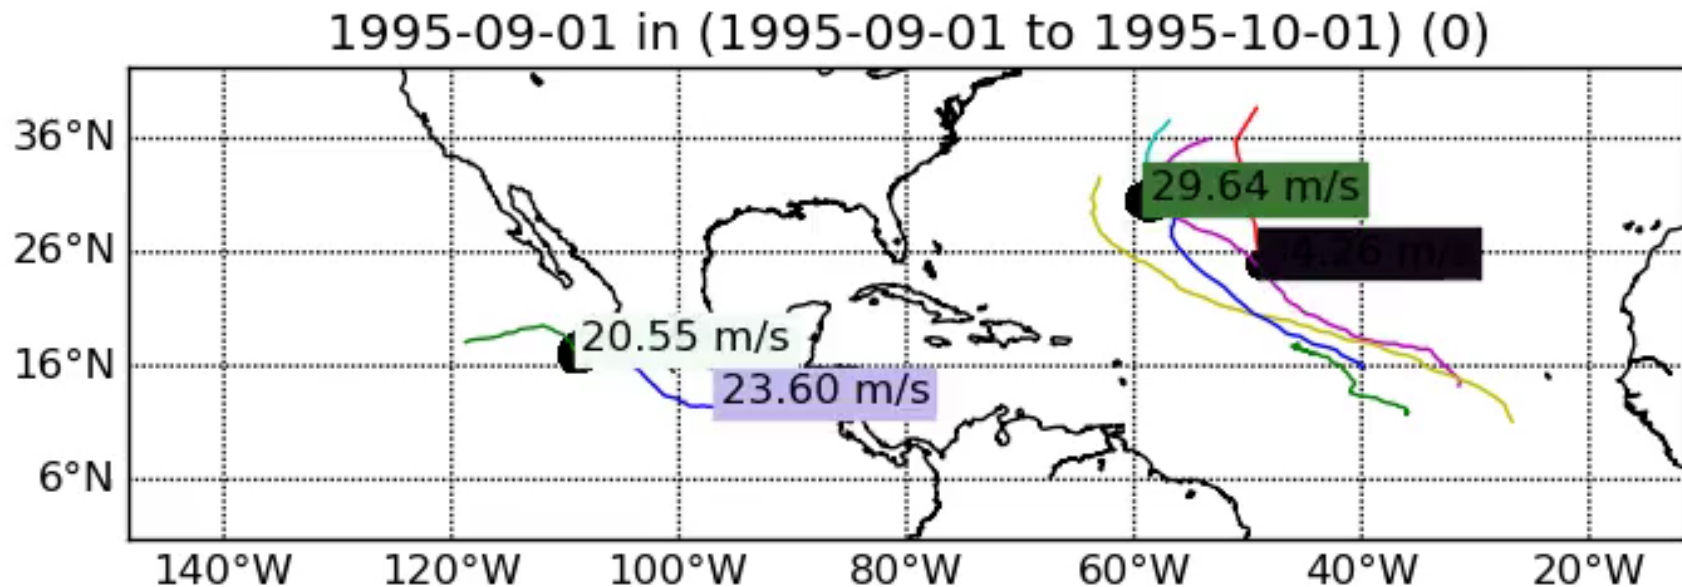 1995-09-01 in (1995-09-01 to 1995-10-01) (0)
36°N
29.64 m/s
26°N
20.55 m/s
16°N
23.60 m/s
6°N
140°W 120°W 100°W 80°W 60°W 40°W 20°W